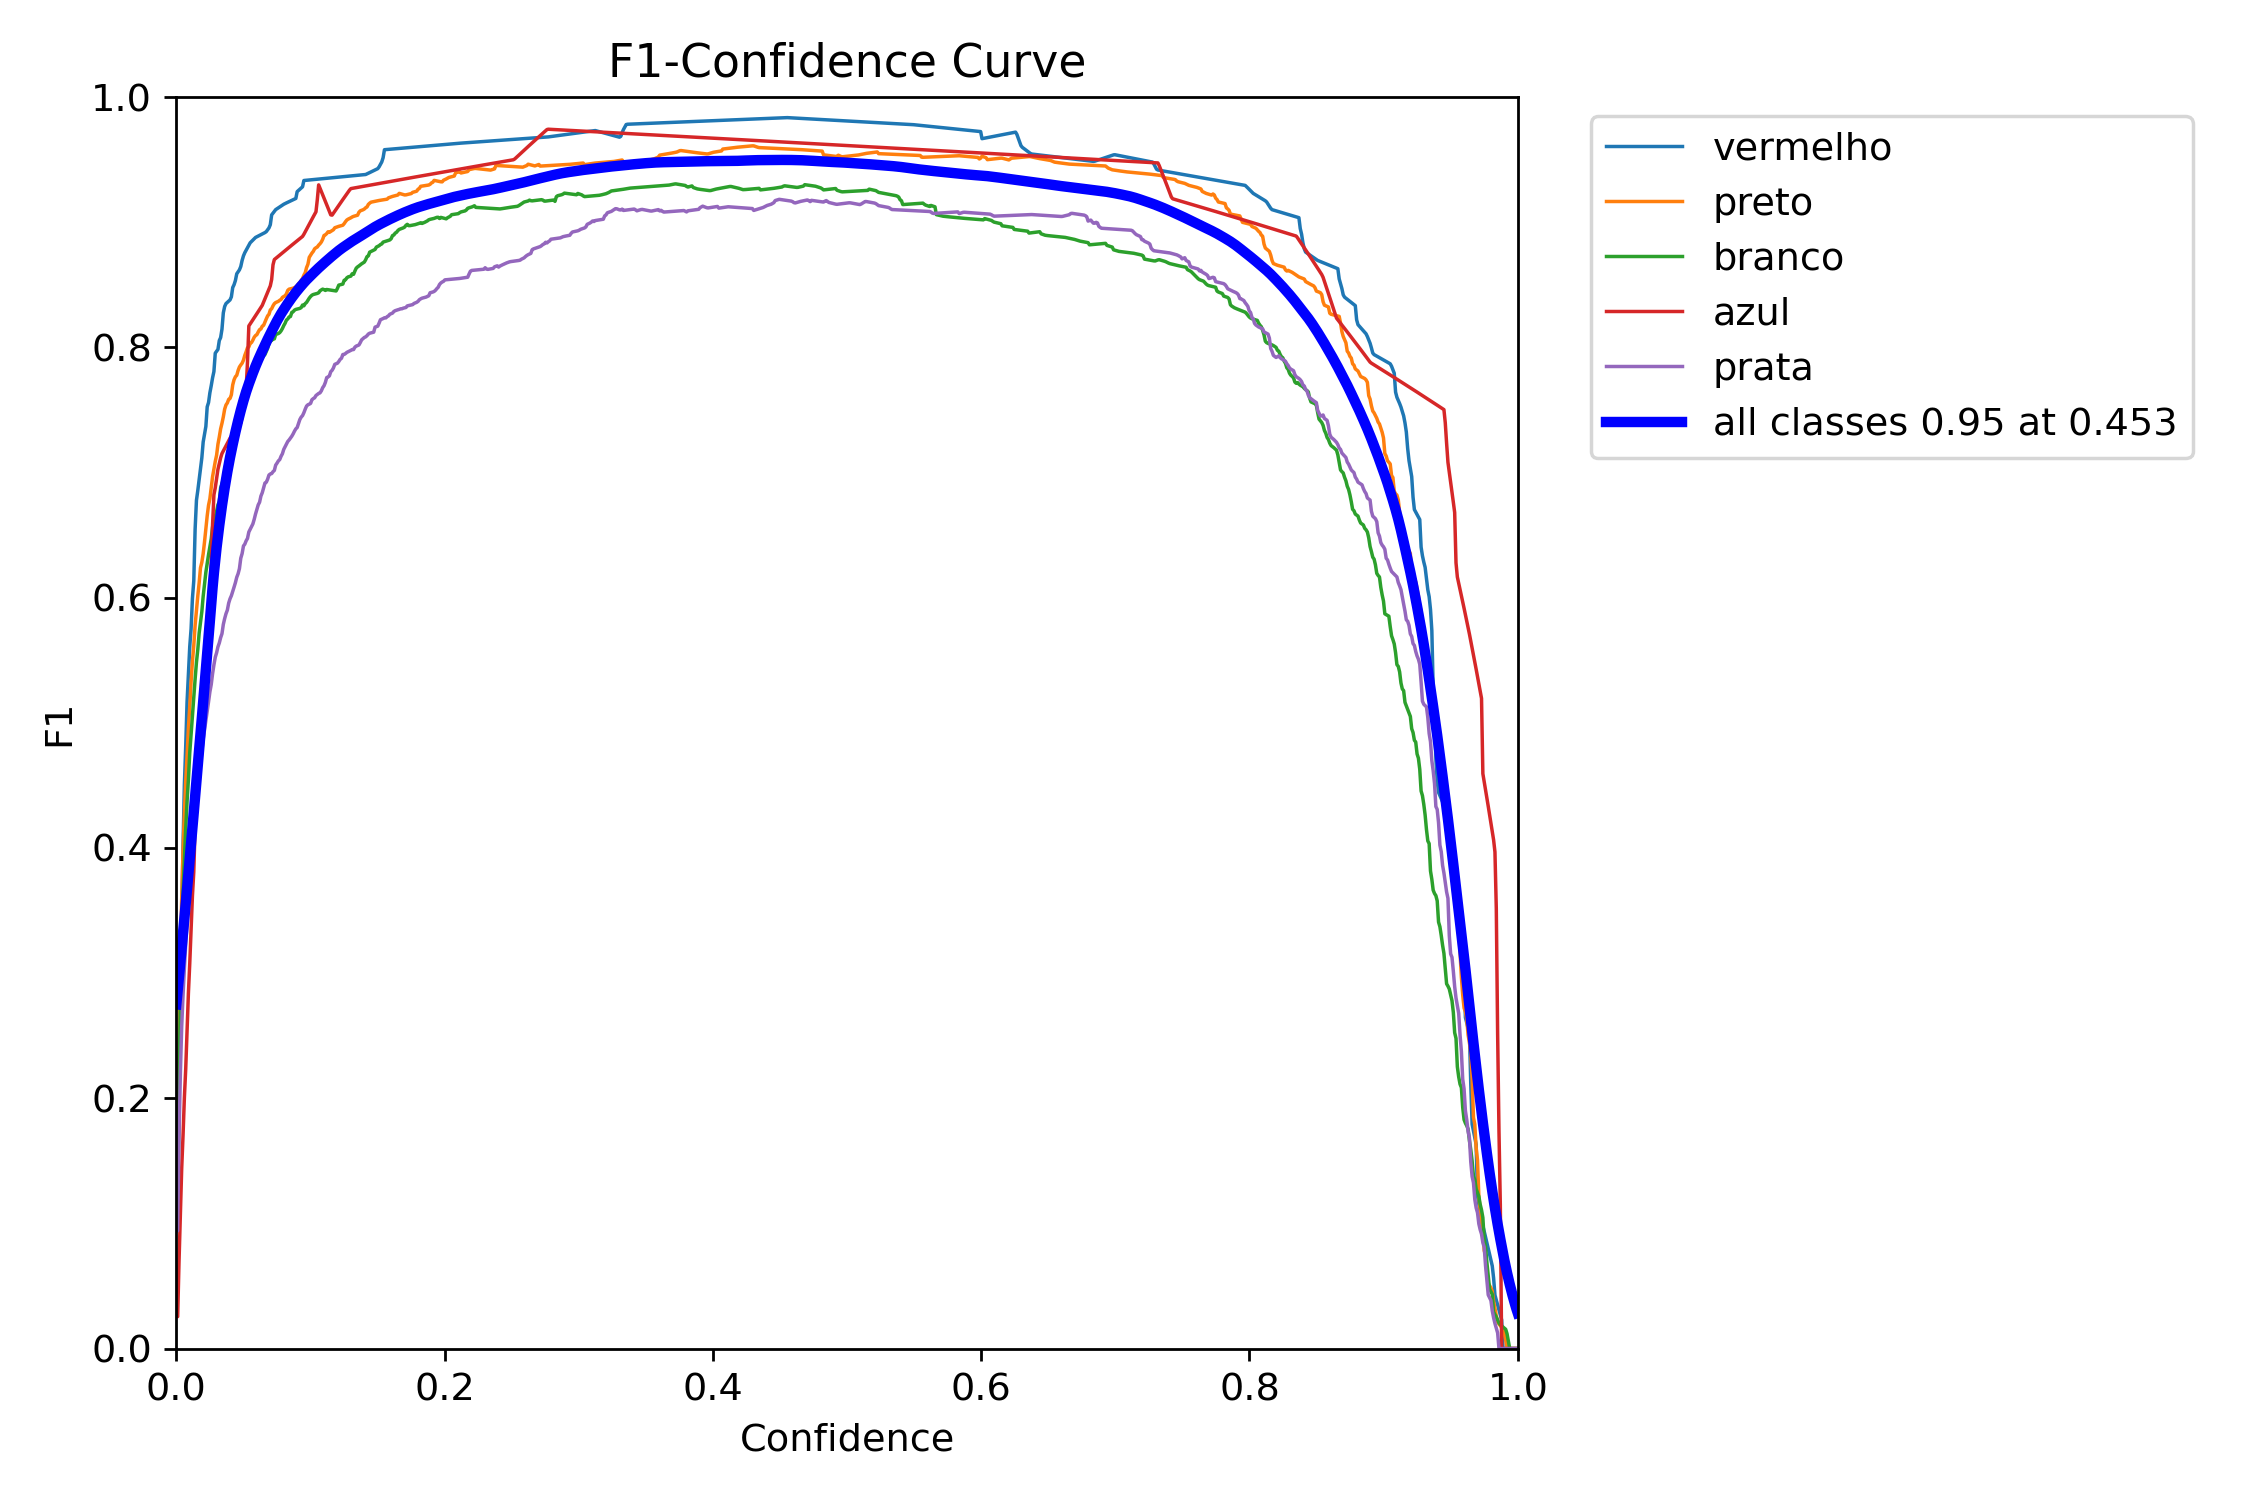 F1-Confidence Curve
1.0
0.8
0.6
0.4
0.2
0.0
F1
0.0 0.2 0.4 0.6 0.8 1.0
Confidence
vermelho
preto
branco
azul
prata
all classes 0.95 at 0.453